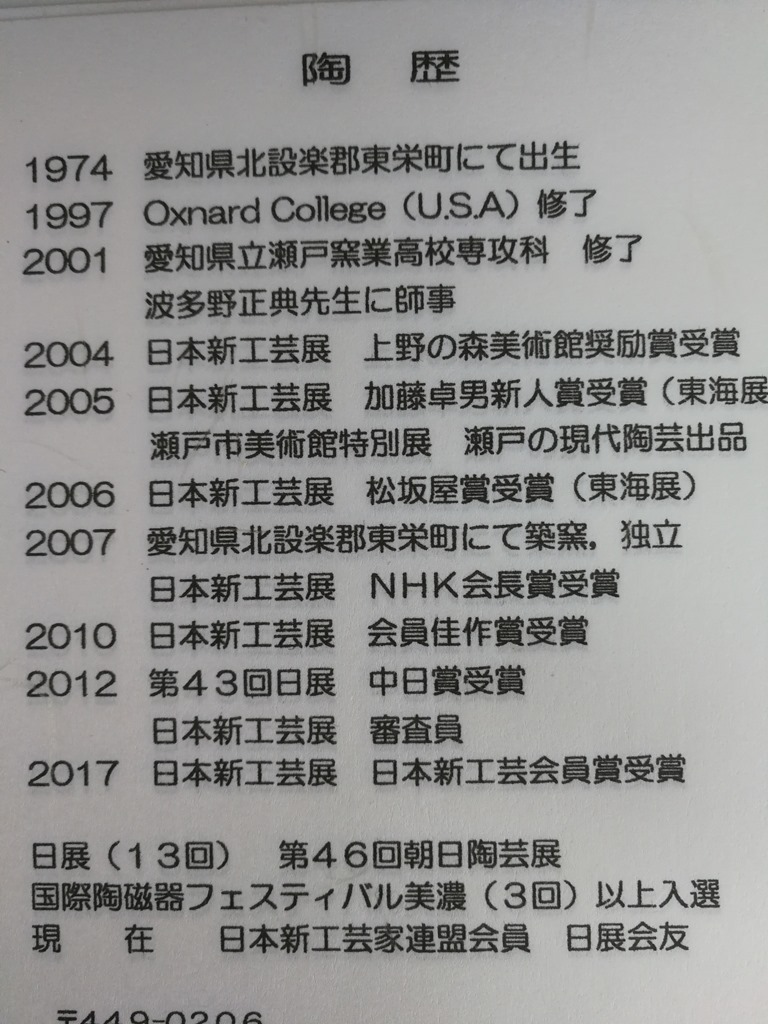 陶　歴
1974 愛知県北設楽郡東栄町にて出生
1997 Oxnard College（U.S.A）修了
2001 愛知県立瀬戸窯業高校専攻科　修了
波多野正典先生に師事
2004 日本新工芸展　上野の森美術館奨励賞受賞
2005 日本新工芸展　加藤卓男新人賞受賞（東海展
瀬戸市美術館特別展　瀬戸の現代陶芸出品
2006 日本新工芸展　松坂屋賞受賞（東海展）
2007 愛知県北設楽郡東栄町にて築窯，独立
日本新工芸展　ＮＨＫ会長賞受賞
2010 日本新工芸展　会員佳作賞受賞
2012 第４３回日展　中日賞受賞
日本新工芸展　審査員
2017 日本新工芸展　日本新工芸会員賞受賞
日展（１３回）　第４６回朝日陶芸展
国際陶磁器フェスティバル美濃（３回）以上入選
現　在　日本新工芸家連盟会員　日展会友
〒449-0206